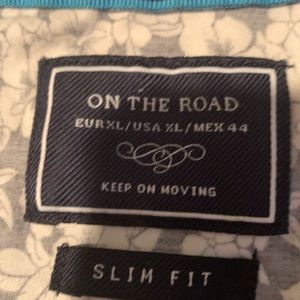 ON THE ROAD
EUR XL / USA XL / MEX 44
KEEP ON MOVING
SLIM FIT